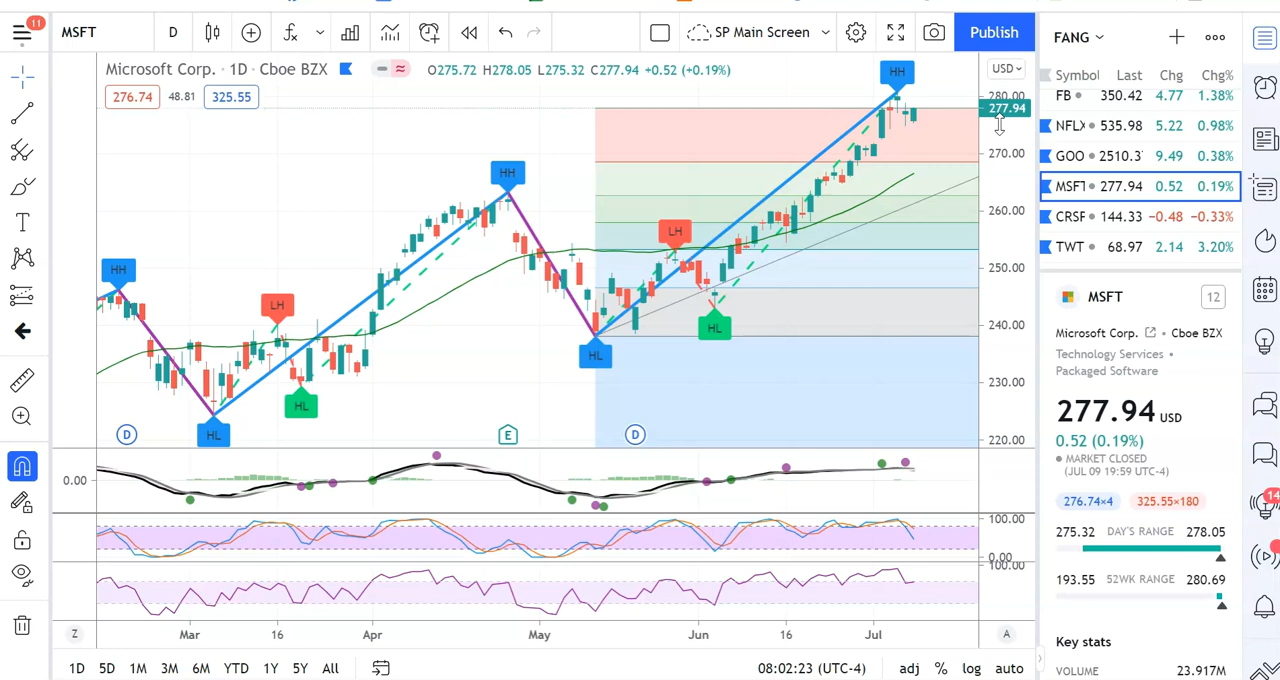 11
MSFT
D
SP Main Screen
Publish
Microsoft Corp. · 1D · Cboe BZX
O275.72 H278.05 L275.32 C277.94 +0.52 (+0.19%)
276.74
48.81
325.55
USD
280.00
277.94
270.00
260.00
250.00
240.00
230.00
220.00
HH
HL
LH
HL
HH
HL
LH
HL
HH
D
E
D
0.00
100.00
0.00
100.00
Z
Mar
16
Apr
May
Jun
16
Jul
A
1D 5D 1M 3M 6M YTD 1Y 5Y All
08:02:23 (UTC-4)
adj % log auto
FANG
Symbol Last Chg Chg%
FB 350.42 4.77 1.38%
NFLX 535.98 5.22 0.98%
GOO 2510.3 9.49 0.38%
MSFT 277.94 0.52 0.19%
CRSF 144.33 −0.48 −0.33%
TWT 68.97 2.14 3.20%
MSFT
12
Microsoft Corp. • Cboe BZX
Technology Services •
Packaged Software
277.94 USD
0.52 (0.19%)
MARKET CLOSED
(JUL 09 19:59 UTC-4)
276.74×4
325.55×180
275.32 DAY'S RANGE 278.05
193.55 52WK RANGE 280.69
Key stats
VOLUME 23.917M
14